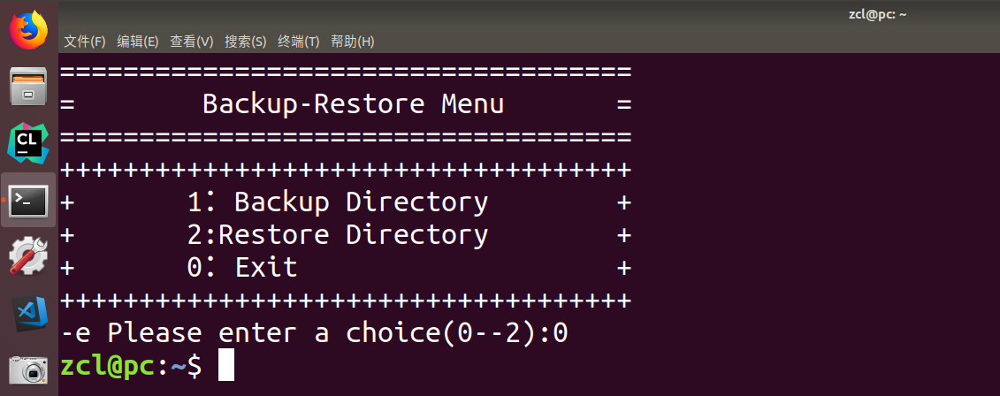 zcl@pc: ~
文件(F) 编辑(E) 查看(V) 搜索(S) 终端(T) 帮助(H)
====================================
=        Backup-Restore Menu       =
====================================
++++++++++++++++++++++++++++++++++++
+       1： Backup Directory        +
+       2:Restore Directory        +
+       0： Exit                    +
++++++++++++++++++++++++++++++++++++
-e Please enter a choice(0--2):0
zcl@pc:~$
CL